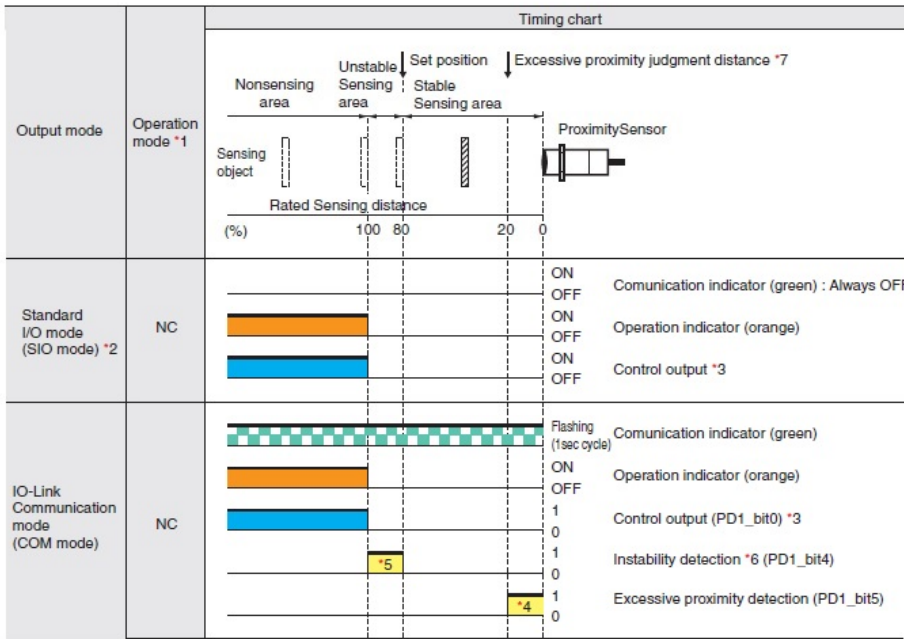 Timing chart
Output mode
Operation
mode *1
Nonsensing
area
Unstable
Sensing
area
Set position
Stable
Sensing area
Excessive proximity judgment distance *7
Sensing
object
ProximitySensor
Rated Sensing distance
(%)
100 80 20 0
Standard
I/O mode
(SIO mode) *2
NC
ON
OFF
Comunication indicator (green) : Always OFF
ON
OFF
Operation indicator (orange)
ON
OFF
Control output *3
IO-Link
Communication
mode
(COM mode)
NC
Flashing
(1sec cycle)
Comunication indicator (green)
ON
OFF
Operation indicator (orange)
1
0
Control output (PD1_bit0) *3
*5
1
0
Instability detection *6 (PD1_bit4)
*4
1
0
Excessive proximity detection (PD1_bit5)